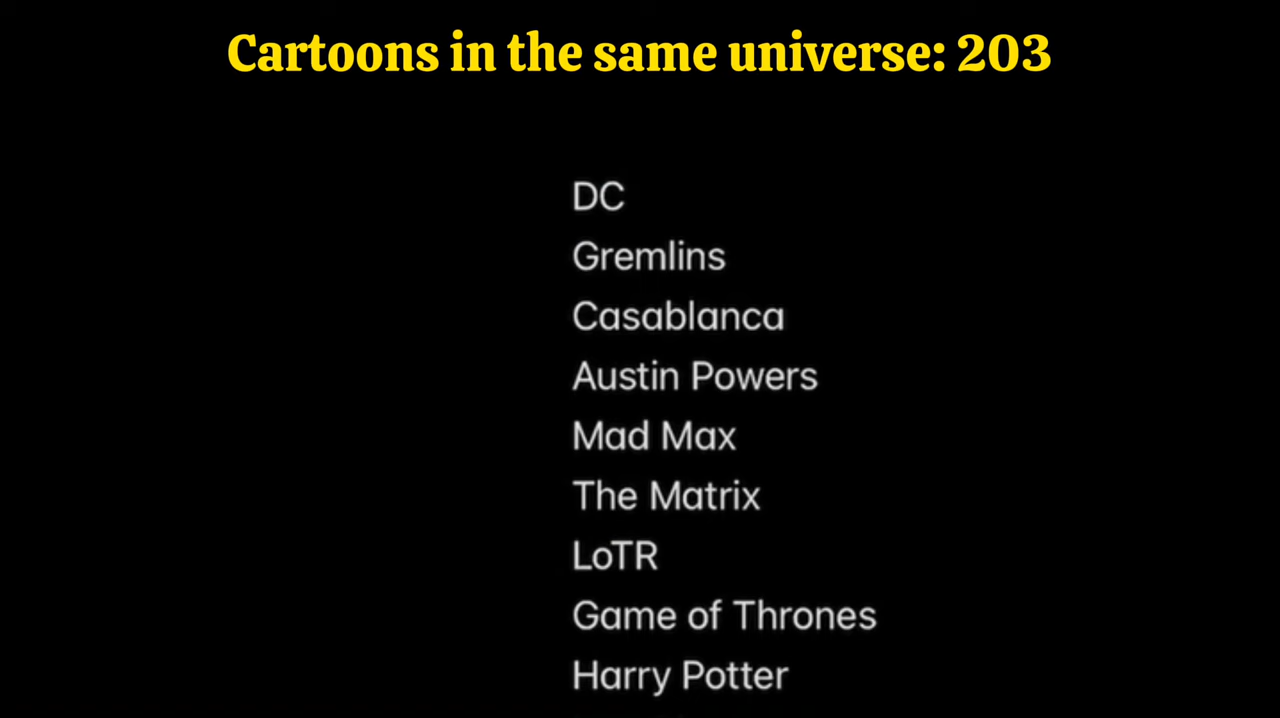 Cartoons in the same universe: 203
DC
Gremlins
Casablanca
Austin Powers
Mad Max
The Matrix
LoTR
Game of Thrones
Harry Potter